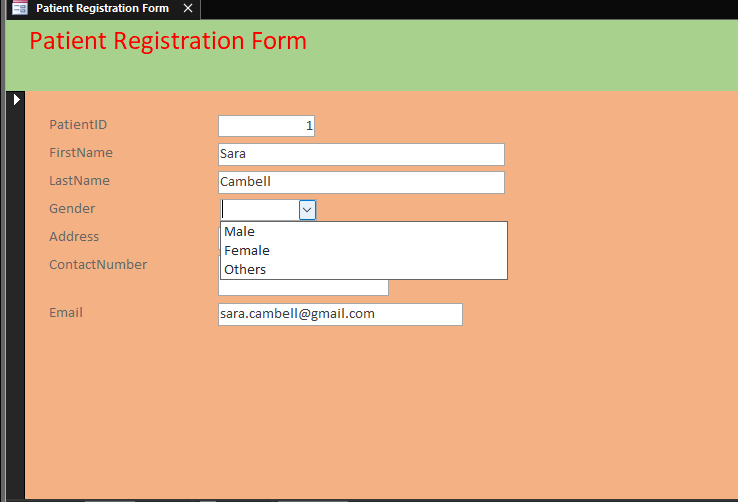 Patient Registration Form
Patient Registration Form
PatientID 1
FirstName Sara
LastName Cambell
Gender
Male
Address
Female
ContactNumber
Others
Email sara.cambell@gmail.com